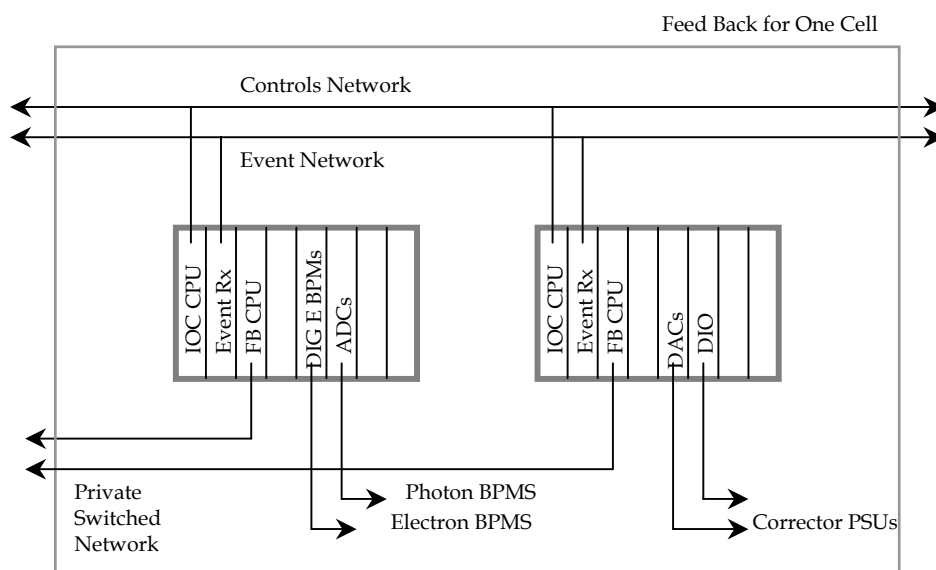 Feed Back for One Cell
Controls Network
Event Network
IOC CPU
Event Rx
FB CPU
DIG E BPMs
ADCs
IOC CPU
Event Rx
FB CPU
DACs
DIO
Private
Switched
Network
Photon BPMS
Electron BPMS
Corrector PSUs